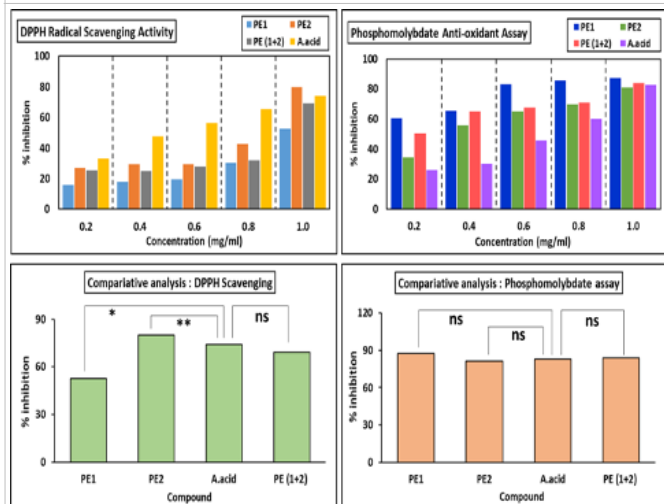 DPPH Radical Scavenging Activity
PE1 PE2
PE (1+2) A.acid
100
80
60
40
20
0
% inhibition
0.2 0.4 0.6 0.8 1.0
Concentration (mg/ml)
Phosphomolybdate Anti-oxidant Assay
PE1 PE2
PE (1+2) A.acid
100
80
60
40
20
0
% inhibition
0.2 0.4 0.6 0.8 1.0
Concentration (mg/ml)
Compariative analysis : DPPH Scavenging
* ** ns
90
60
30
0
% inhibition
PE1 PE2 A.acid PE (1+2)
Compound
Compariative analysis : Phosphomolybdate assay
ns ns ns
120
90
60
30
0
% inhibition
PE1 PE2 A.acid PE (1+2)
Compound